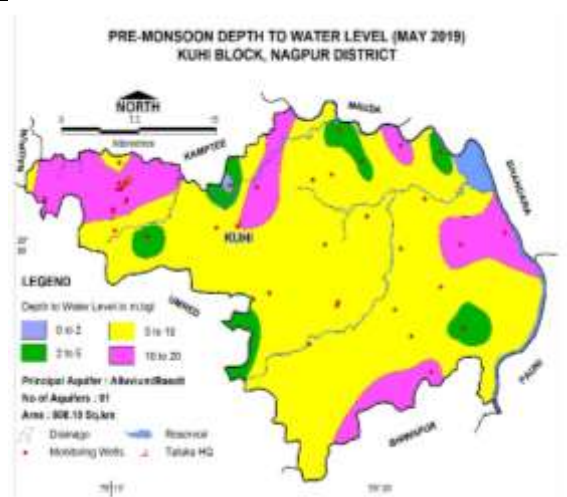 PRE-MONSOON DEPTH TO WATER LEVEL (MAY 2019)
KUHI BLOCK, NAGPUR DISTRICT
NORTH
Kilometres
MAUDA
KAMPTEE
BHANDARA
KUHI
UMRED
PAUNI
BHIWAPUR
LEGEND
Depth to Water Level in m.bgl
0 to 2
5 to 10
2 to 5
10 to 20
Principal Aquifer : Alluvium/Basalt
No of Aquifers : 01
Drainage
Reservoir
Monitoring Wells
Taluka HQ